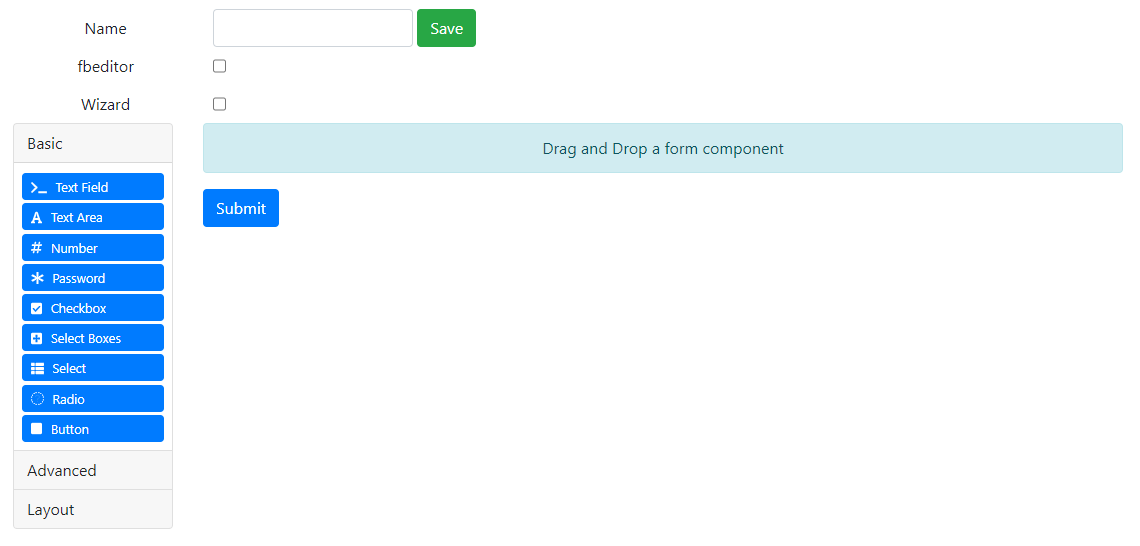 Name
Save
fbeditor
Wizard
Basic
Drag and Drop a form component
Text Field
Submit
Text Area
Number
Password
Checkbox
Select Boxes
Select
Radio
Button
Advanced
Layout